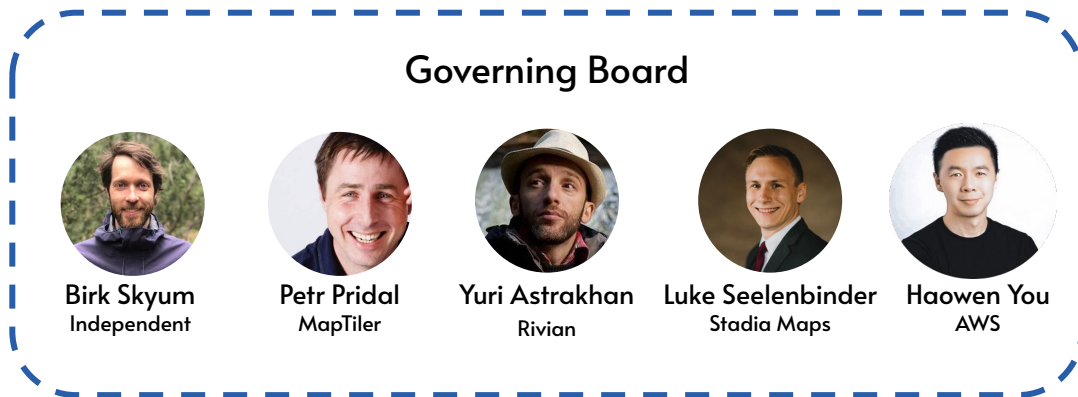 Governing Board
Birk Skyum
Independent
Petr Pridal
MapTiler
Yuri Astrakhan
Rivian
Luke Seelenbinder
Stadia Maps
Haowen You
AWS